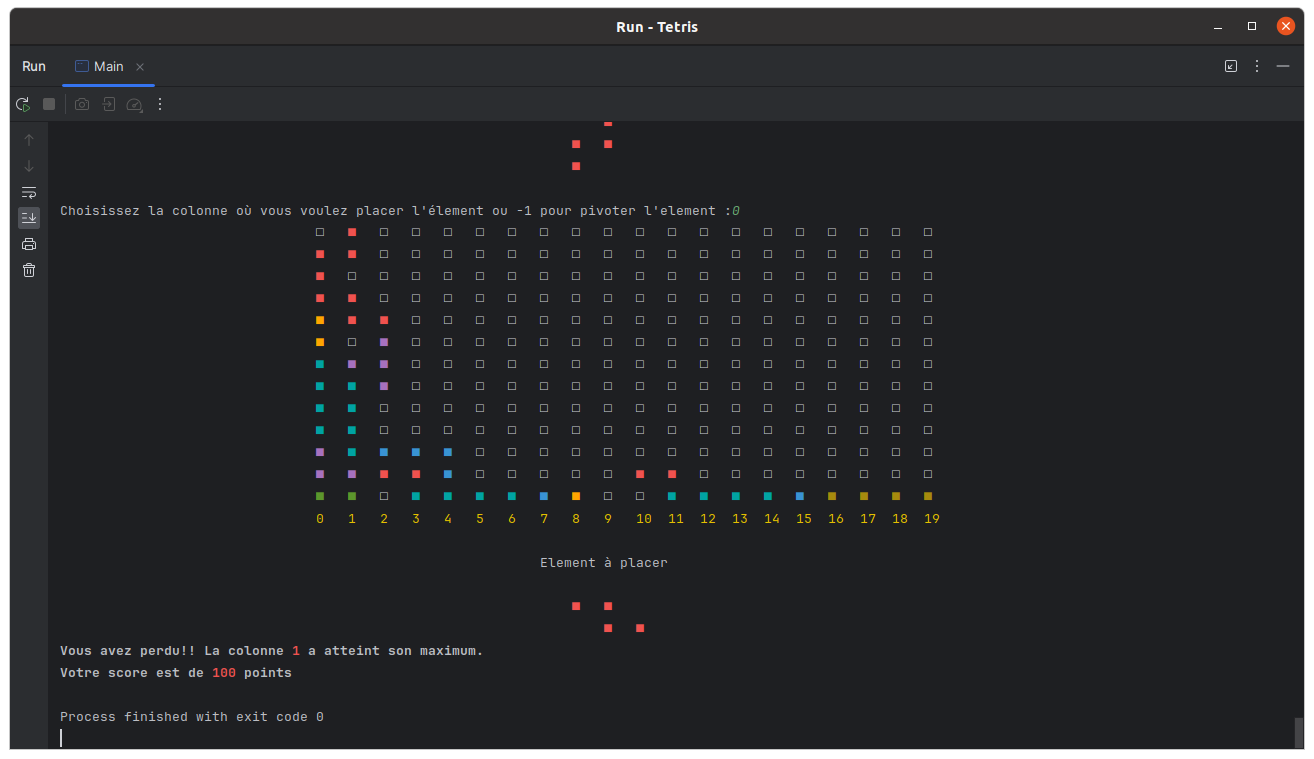 Run - Tetris
Run Main
Choisissez la colonne où vous voulez placer l'élement ou -1 pour pivoter l'element :0
0 1 2 3 4 5 6 7 8 9 10 11 12 13 14 15 16 17 18 19
Element à placer
Vous avez perdu!! La colonne 1 a atteint son maximum.
Votre score est de 100 points
Process finished with exit code 0